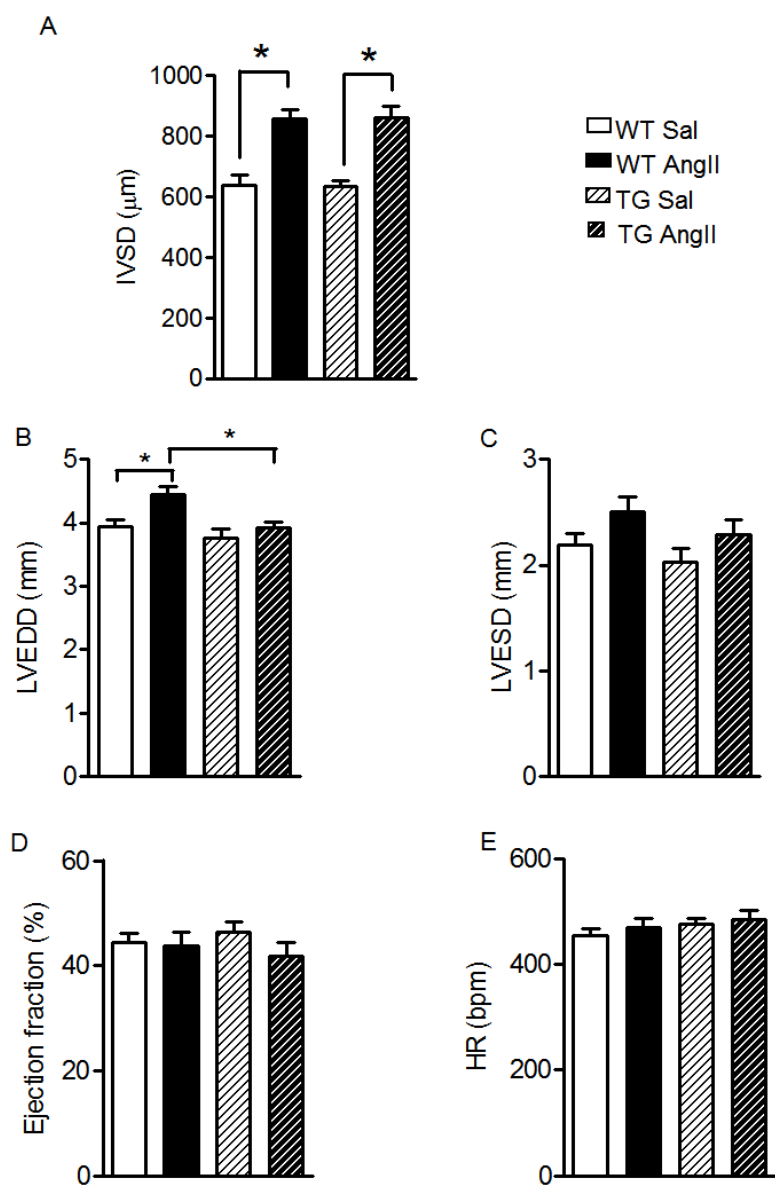 A
*
*
1000
800
600
400
200
0
IVSD (μm)
WT Sal
WT AngII
TG Sal
TG AngII
B
*
*
5
4
3
2
1
0
LVEDD (mm)
C
3
2
1
0
LVESD (mm)
D
60
40
20
0
Ejection fraction (%)
E
600
400
200
0
HR (bpm)